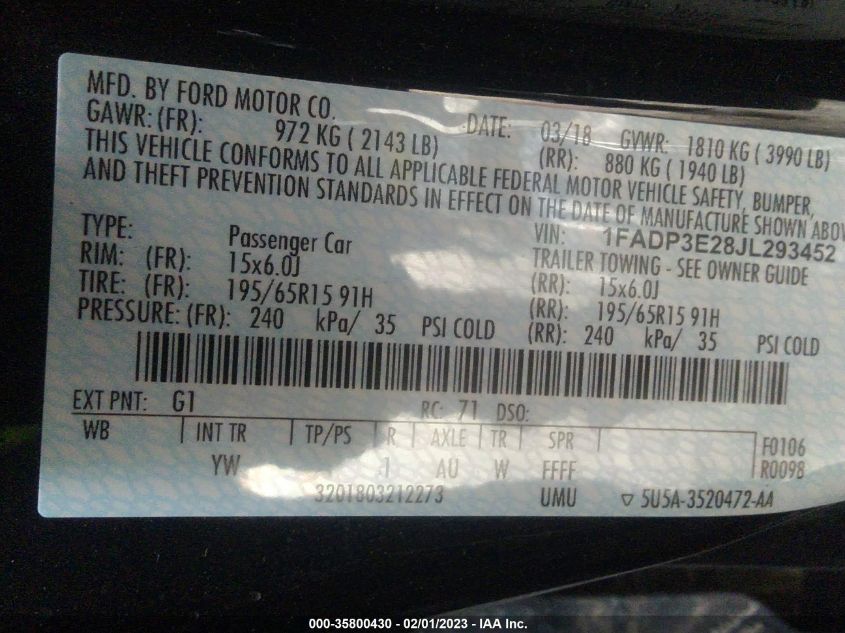 MFD. BY FORD MOTOR CO. DATE: 03/18 GVWR: 1810 KG ( 3990 LB)
GAWR: (FR): 972 KG ( 2143 LB) (RR): 880 KG ( 1940 LB)
THIS VEHICLE CONFORMS TO ALL APPLICABLE FEDERAL MOTOR VEHICLE SAFETY, BUMPER,
AND THEFT PREVENTION STANDARDS IN EFFECT ON THE DATE OF MANUFACTURE SHOWN ABOV
VIN: 1FADP3E28JL293452
TYPE: Passenger Car TRAILER TOWING - SEE OWNER GUIDE
RIM: (FR): 15x6.0J (RR): 15x6.0J
TIRE: (FR): 195/65R15 91H (RR): 195/65R15 91H
PRESSURE: (FR): 240 kPa/ 35 PSI COLD (RR): 240 kPa/ 35 PSI COLD
EXT PNT: G1 RC: 71 DSO:
WB INT TR TP/PS R AXLE TR SPR F0106
YW -1 AU W FFFF R0098
3201803212273 UMU ▽ 5U5A-3520472-AA
000-35800430 - 02/01/2023 - IAA Inc.